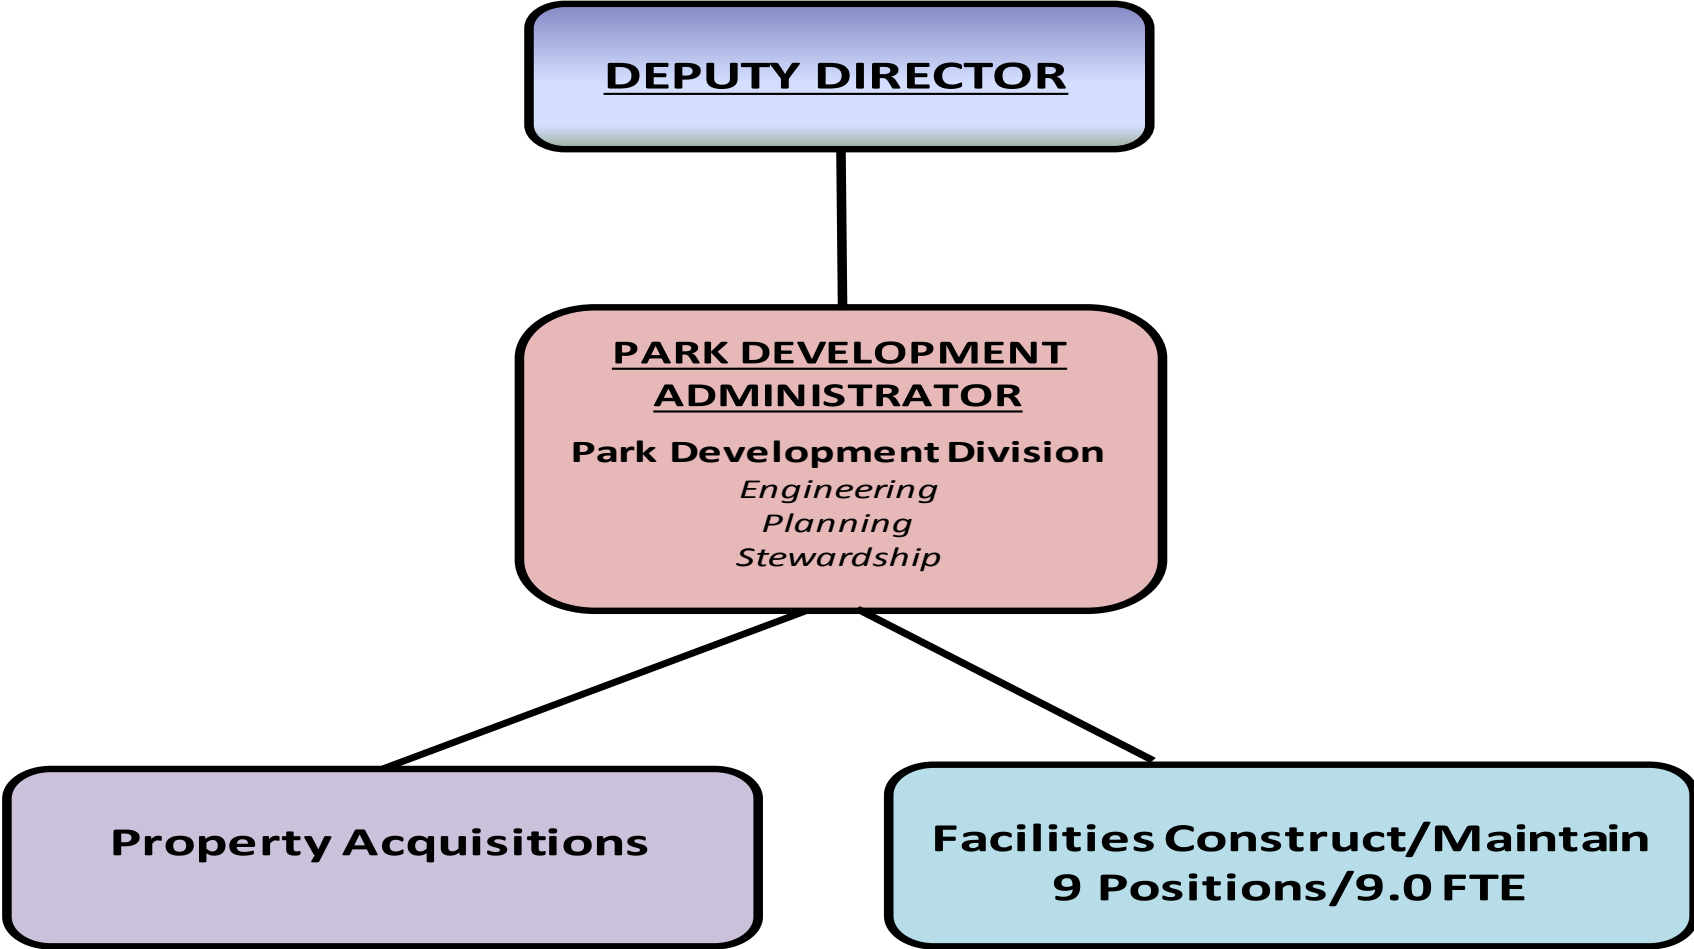 DEPUTY DIRECTOR
PARK DEVELOPMENT
ADMINISTRATOR
Park Development Division
Engineering
Planning
Stewardship
Property Acquisitions
Facilities Construct/Maintain
9 Positions/9.0 FTE